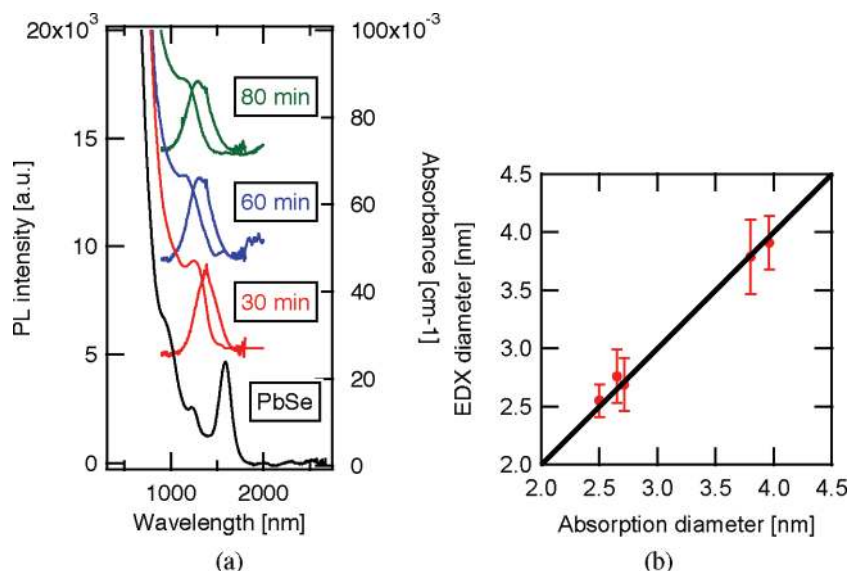 20x10³
15
10
5
0
PL intensity [a.u.]
80 min
60 min
30 min
PbSe
100x10⁻³
80
60
40
20
0
Absorbance [cm-1]
1000
2000
Wavelength [nm]
(a)
4.5
4.0
3.5
3.0
2.5
2.0
EDX diameter [nm]
2.0 2.5 3.0 3.5 4.0 4.5
Absorption diameter [nm]
(b)